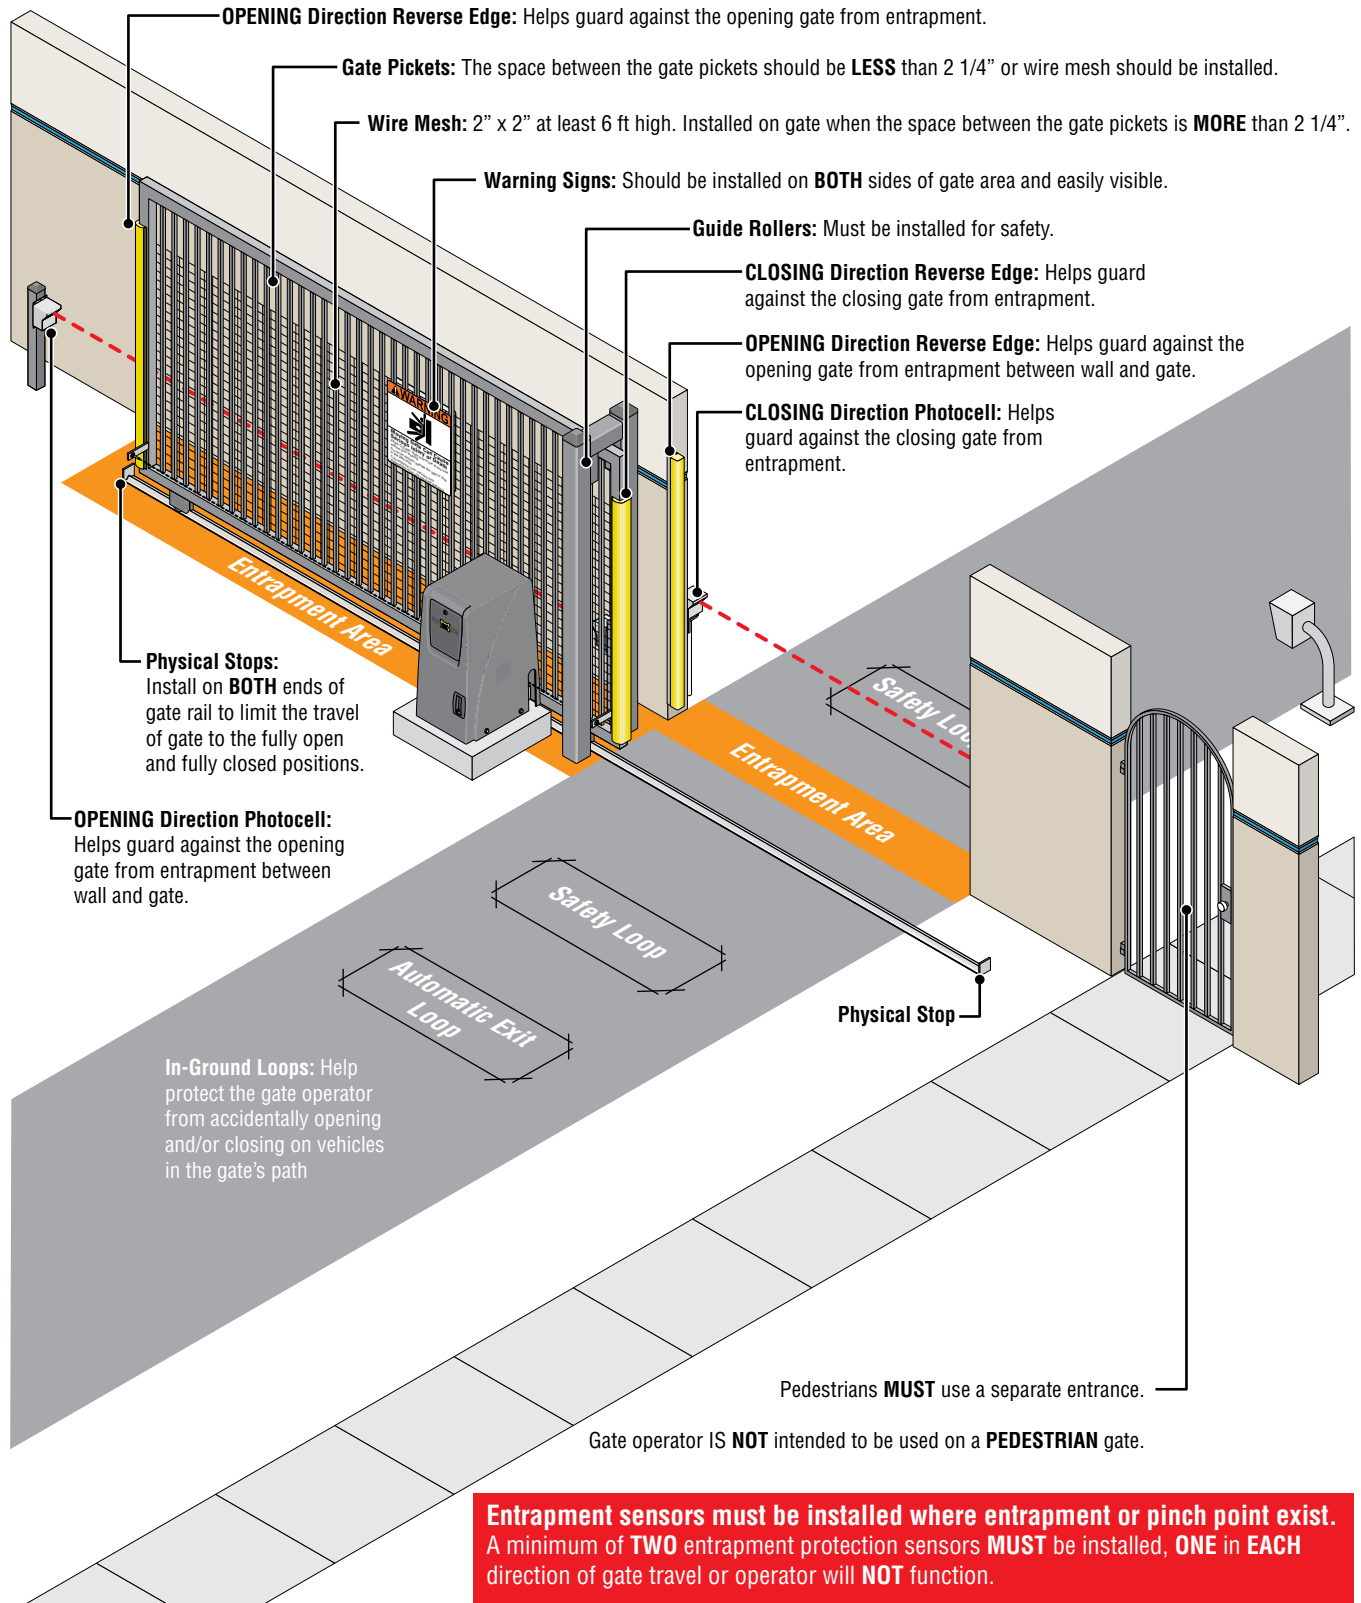 OPENING Direction Reverse Edge: Helps guard against the opening gate from entrapment.
Gate Pickets: The space between the gate pickets should be LESS than 2 1/4” or wire mesh should be installed.
Wire Mesh: 2” x 2” at least 6 ft high. Installed on gate when the space between the gate pickets is MORE than 2 1/4”.
Warning Signs: Should be installed on BOTH sides of gate area and easily visible.
Guide Rollers: Must be installed for safety.
CLOSING Direction Reverse Edge: Helps guard
against the closing gate from entrapment.
OPENING Direction Reverse Edge: Helps guard against the
opening gate from entrapment between wall and gate.
CLOSING Direction Photocell: Helps
guard against the closing gate from
entrapment.
WARNING
Entrapment Area
Physical Stops:
Install on BOTH ends of
gate rail to limit the travel
of gate to the fully open
and fully closed positions.
OPENING Direction Photocell:
Helps guard against the opening
gate from entrapment between
wall and gate.
Safety Loop
Entrapment Area
Safety Loop
Automatic Exit
Loop
Physical Stop
In-Ground Loops: Help
protect the gate operator
from accidentally opening
and/or closing on vehicles
in the gate’s path
Pedestrians MUST use a separate entrance.
Gate operator IS NOT intended to be used on a PEDESTRIAN gate.
Entrapment sensors must be installed where entrapment or pinch point exist.
A minimum of TWO entrapment protection sensors MUST be installed, ONE in EACH
direction of gate travel or operator will NOT function.